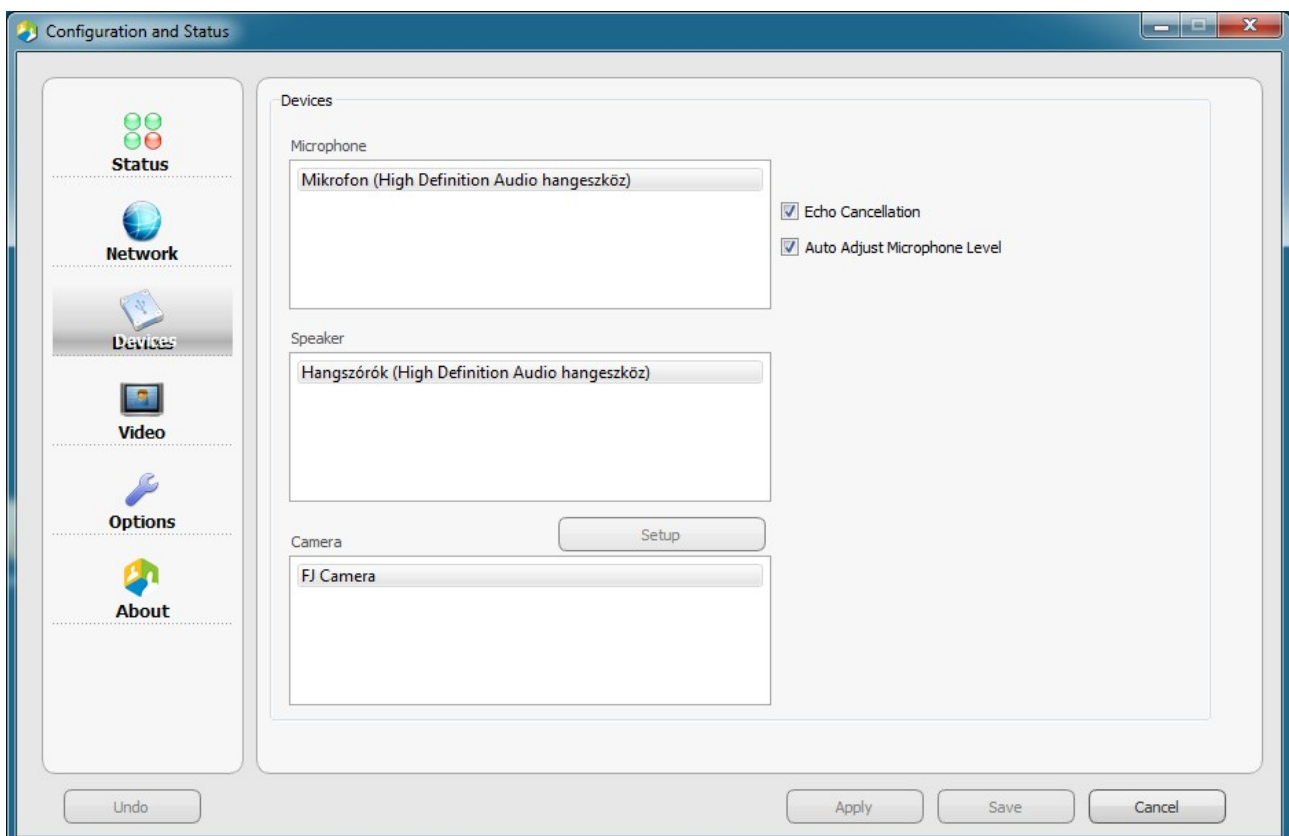 Configuration and Status
Status
Network
Devices
Video
Options
About
Devices
Microphone
Mikrofon (High Definition Audio hangeszköz)
Echo Cancellation
Auto Adjust Microphone Level
Speaker
Hangszórók (High Definition Audio hangeszköz)
Setup
Camera
FJ Camera
Undo
Apply
Save
Cancel